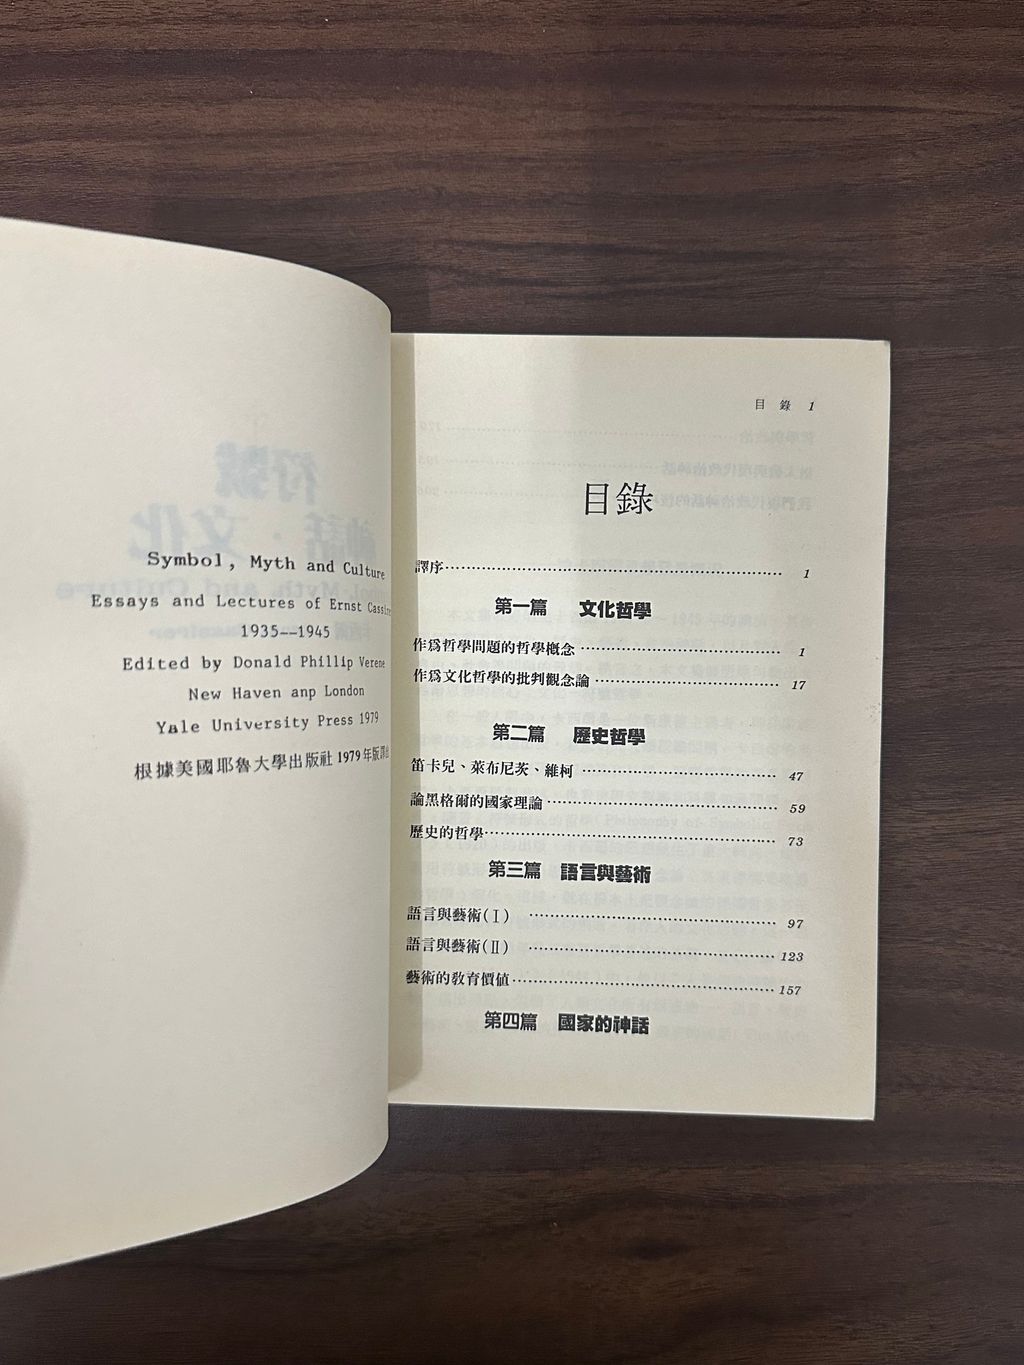 Symbol, Myth and Culture
Essays and Lectures of Ernst
1935--1945
Edited by Donald Phillip Verene
New Haven anp London
Yale University Press 1979
根據美國耶魯大學出版社1979年版譯
目 錄 1
目錄
譯序 1
第一篇 文化哲學
作爲哲學問題的哲學概念 1
作爲文化哲學的批判觀念論 17
第二篇 歷史哲學
笛卡兒、萊布尼茨、維柯 47
論黑格爾的國家理論 59
歷史的哲學 73
第三篇 語言與藝術
語言與藝術(Ⅰ) 97
語言與藝術(Ⅱ) 123
藝術的教育價值 157
第四篇 國家的神話